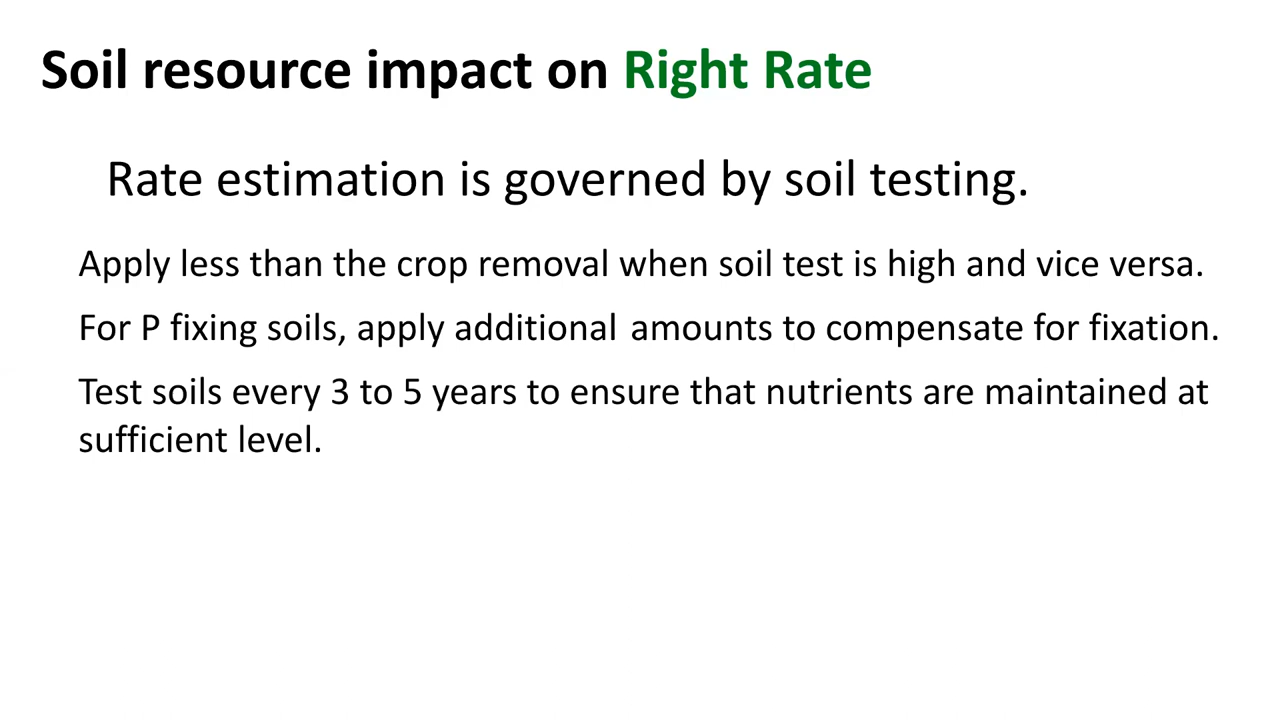 Soil resource impact on Right Rate
Rate estimation is governed by soil testing.
Apply less than the crop removal when soil test is high and vice versa.
For P fixing soils, apply additional amounts to compensate for fixation.
Test soils every 3 to 5 years to ensure that nutrients are maintained at
sufficient level.